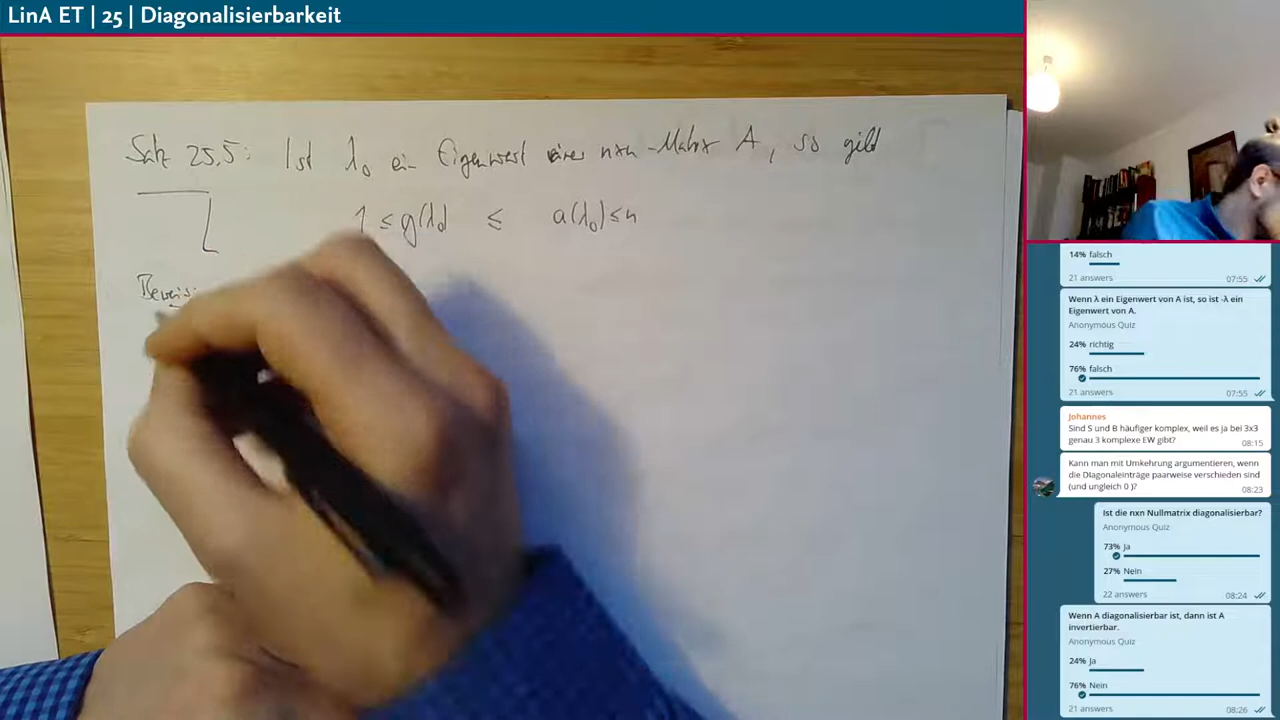 LinA ET | 25 | Diagonalisierbarkeit
Satz 25.5: Ist λ₀ ein Eigenwert einer nxn-Matrix A, so gilt
1 ≤ g(λ₀) ≤ a(λ₀) ≤ n
Beweis:
14% falsch
21 answers 07:55
Wenn λ ein Eigenwert von A ist, so ist -λ ein
Eigenwert von A.
Anonymous Quiz
24% richtig
76% falsch
21 answers 07:55
Johannes
Sind S und B häufiger komplex, weil es ja bei 3x3
genau 3 komplexe EW gibt? 08:15
Kann man mit Umkehrung argumentieren, wenn
die Diagonaleinträge paarweise verschieden sind
(und ungleich 0 )? 08:23
Ist die nxn Nullmatrix diagonalisierbar?
Anonymous Quiz
73% Ja
27% Nein
22 answers 08:24
Wenn A diagonalisierbar ist, dann ist A
invertierbar.
Anonymous Quiz
24% Ja
76% Nein
21 answers 08:26